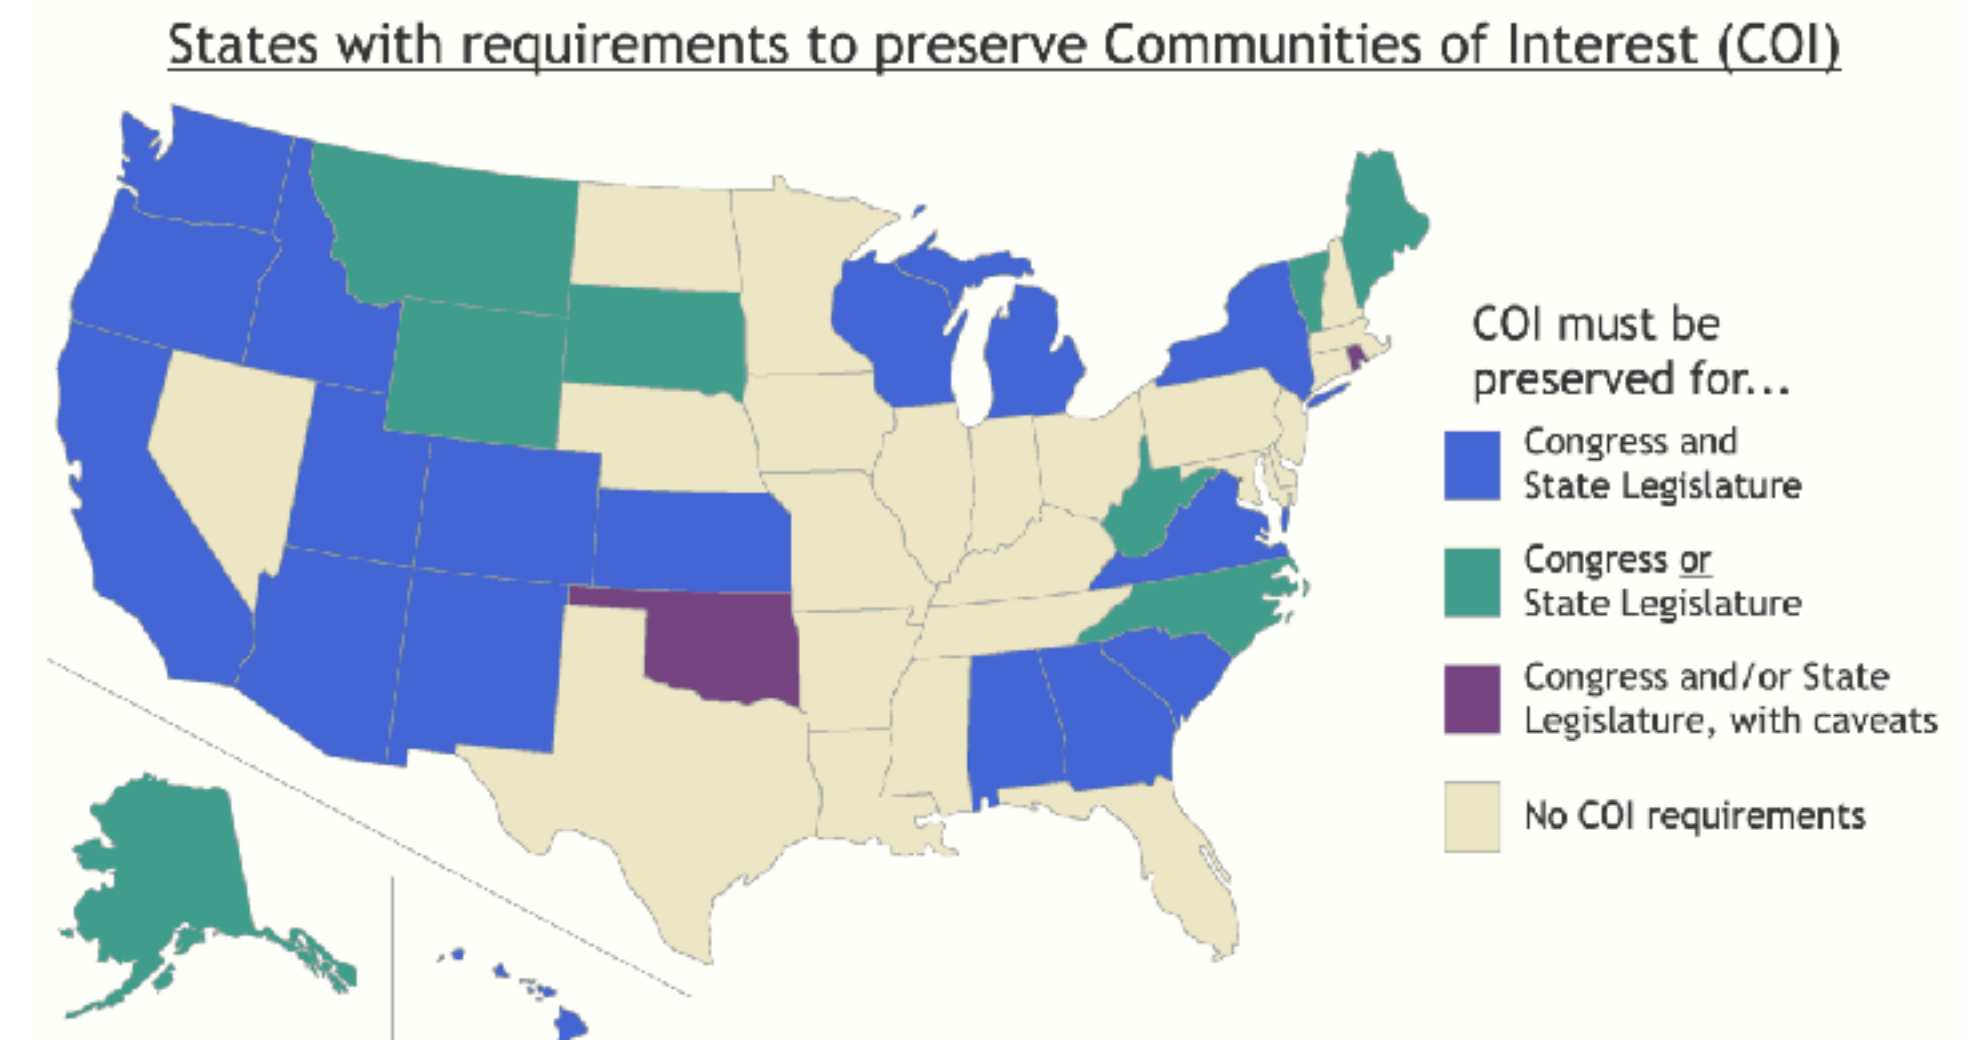 States with requirements to preserve Communities of Interest (COI)
COI must be
preserved for...
Congress and
State Legislature
Congress or
State Legislature
Congress and/or State
Legislature, with caveats
No COI requirements